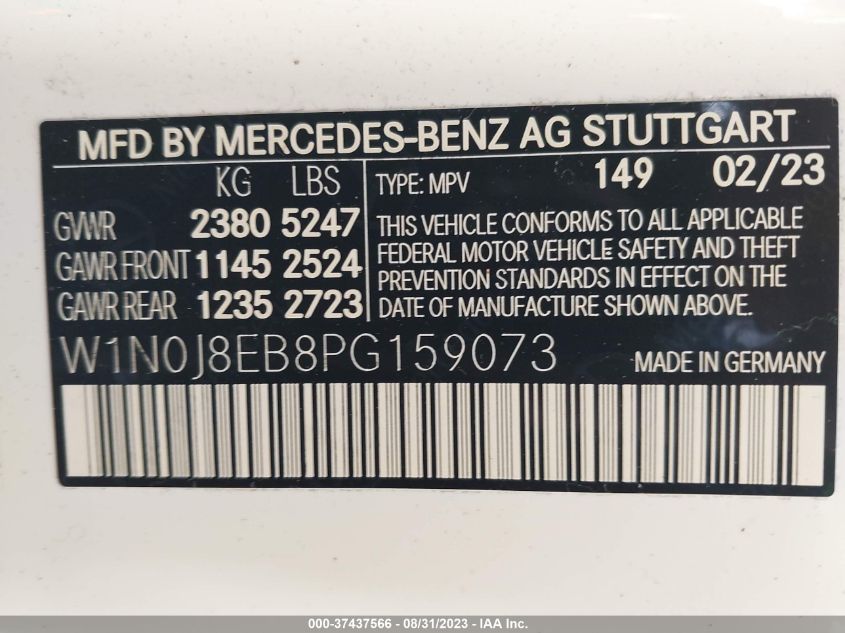 MFD BY MERCEDES-BENZ AG STUTTGART
KG LBS
GVWR 2380 5247
GAWR FRONT 1145 2524
GAWR REAR 1235 2723
TYPE: MPV 149 02/23
THIS VEHICLE CONFORMS TO ALL APPLICABLE
FEDERAL MOTOR VEHICLE SAFETY AND THEFT
PREVENTION STANDARDS IN EFFECT ON THE
DATE OF MANUFACTURE SHOWN ABOVE.
W1N0J8EB8PG159073 MADE IN GERMANY
000-37437566 - 08/31/2023 - IAA Inc.